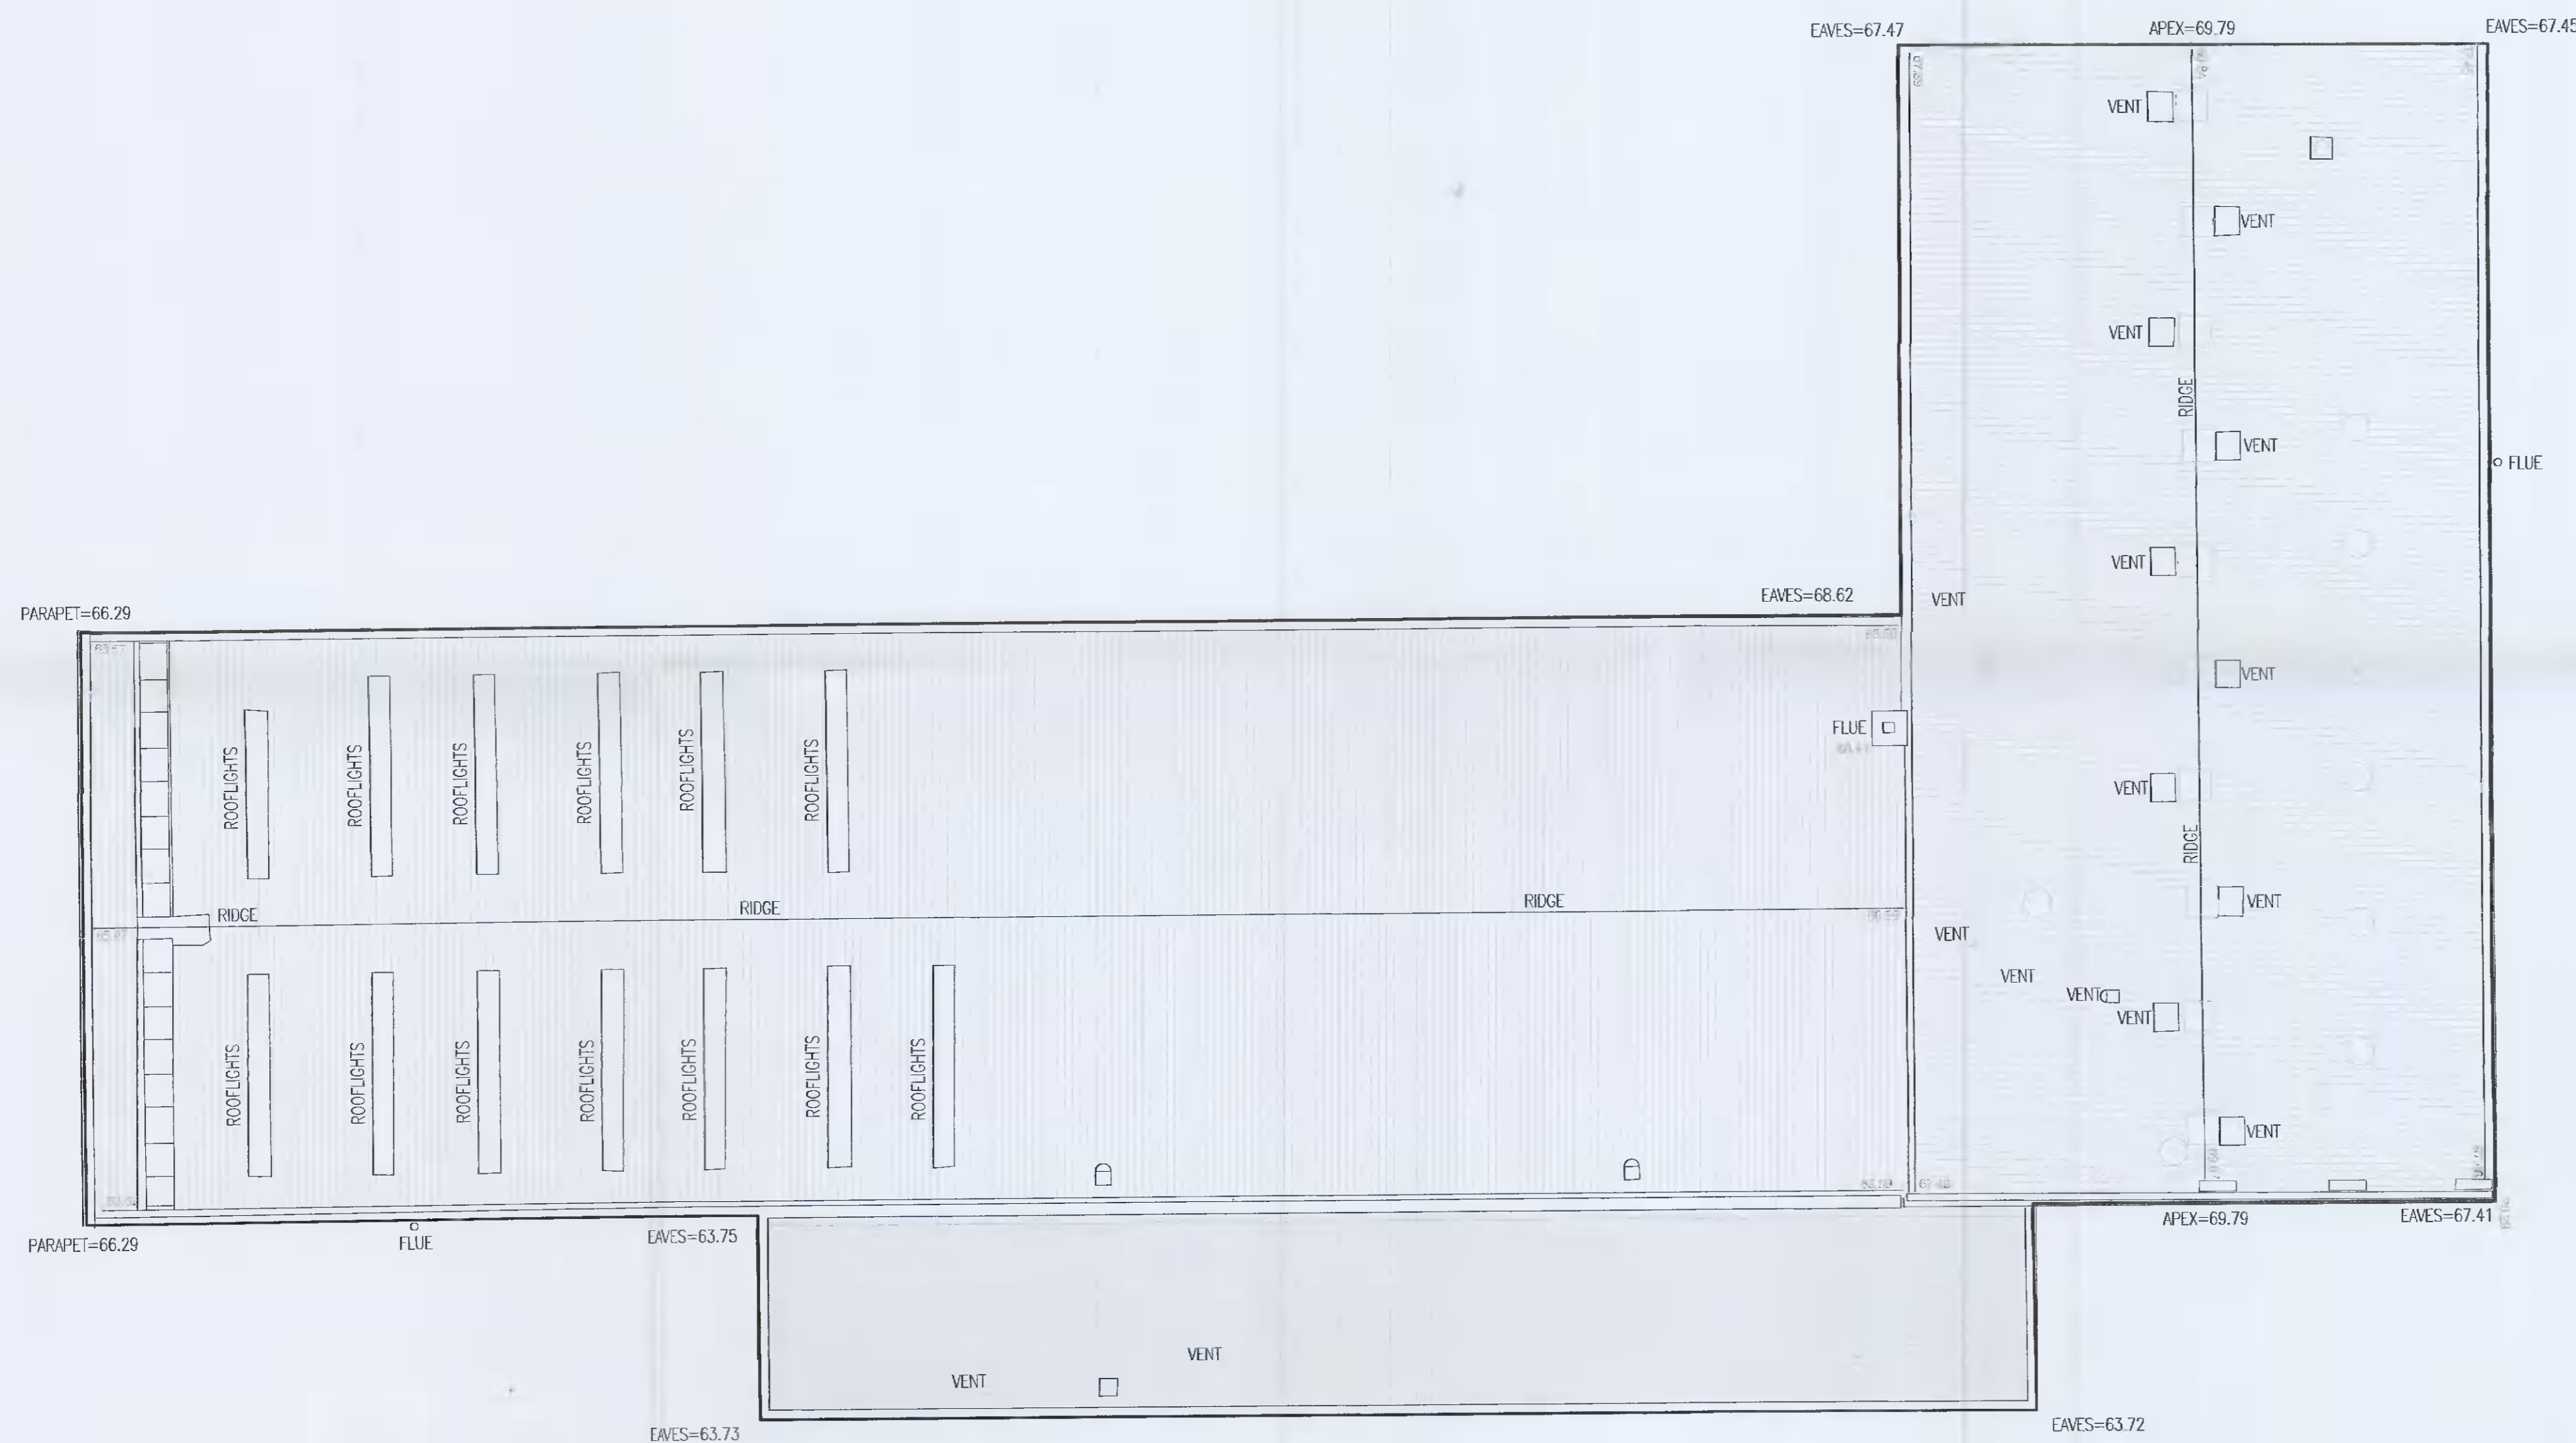 EAVES=67.47
APEX=69.79
EAVES=67.45
VENT
VENT
VENT
RIDGE
VENT
FLUE
VENT
EAVES=68.62
VENT
PARAPET=66.29
VENT
FLUE
ROOFLIGHTS
ROOFLIGHTS
ROOFLIGHTS
ROOFLIGHTS
ROOFLIGHTS
ROOFLIGHTS
VENT
RIDGE
VENT
RIDGE
RIDGE
RIDGE
VENT
VENT
VENT
VENT
ROOFLIGHTS
ROOFLIGHTS
ROOFLIGHTS
ROOFLIGHTS
ROOFLIGHTS
ROOFLIGHTS
ROOFLIGHTS
VENT
PARAPET=66.29
FLUE
EAVES=63.75
APEX=69.79
EAVES=67.41
VENT
VENT
EAVES=63.73
EAVES=63.72